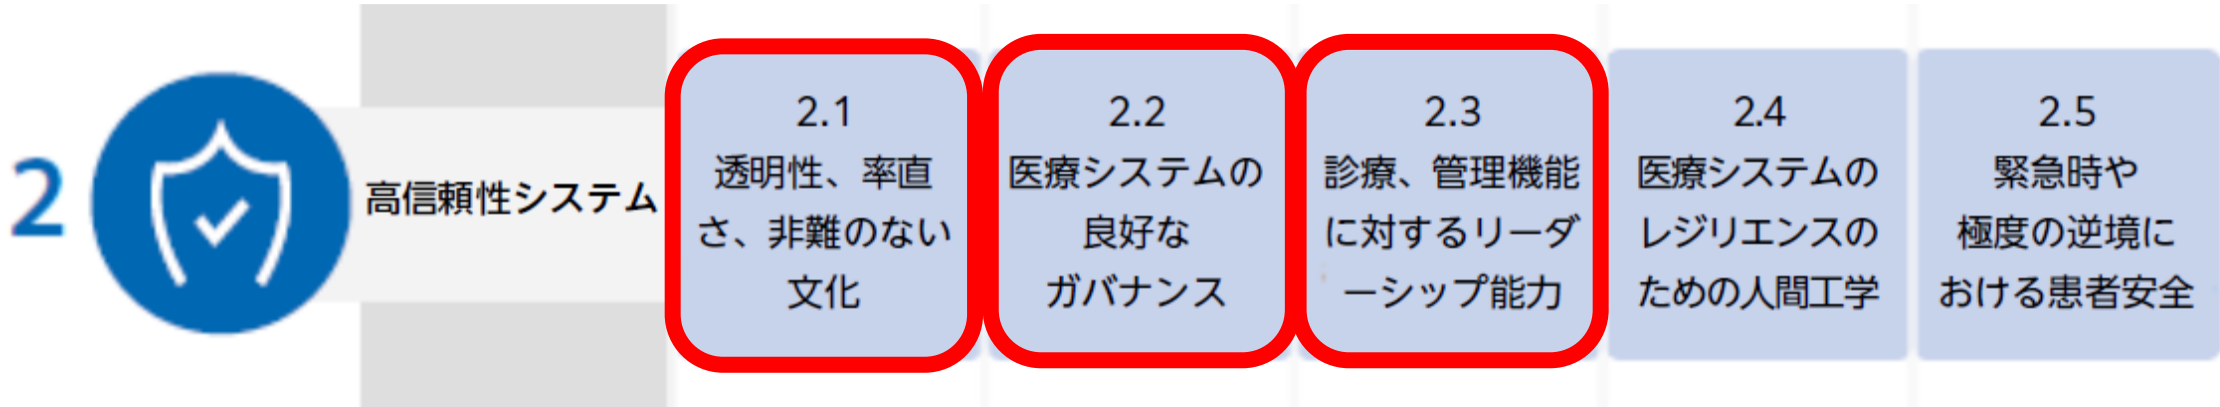 2
高信頼性システム
2.1
透明性、率直
さ、非難のない
文化
2.2
医療システムの
良好な
ガバナンス
2.3
診療、管理機能
に対するリーダ
ーシップ能力
2.4
医療システムの
レジリエンスの
ための人間工学
2.5
緊急時や
極度の逆境に
おける患者安全